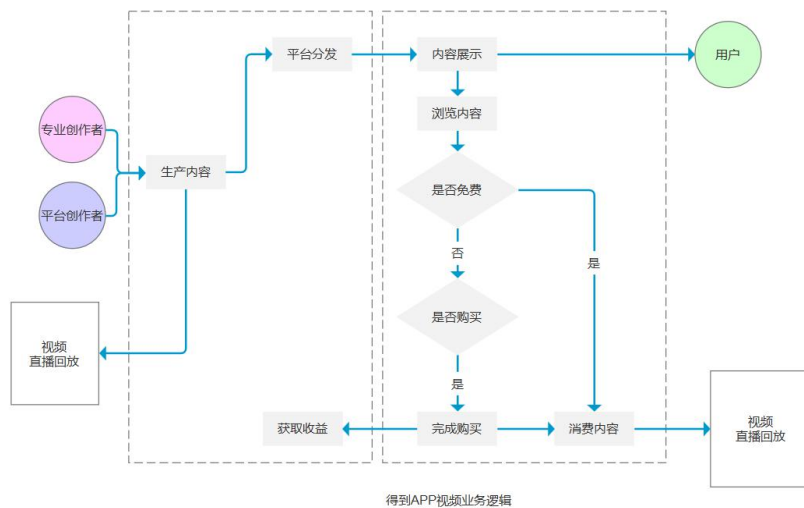 平台分发
内容展示
用户
浏览内容
专业创作者
生产内容
是否免费
平台创作者
否
是
是否购买
视频
直播回放
是
获取收益
完成购买
消费内容
视频
直播回放
得到APP视频业务逻辑